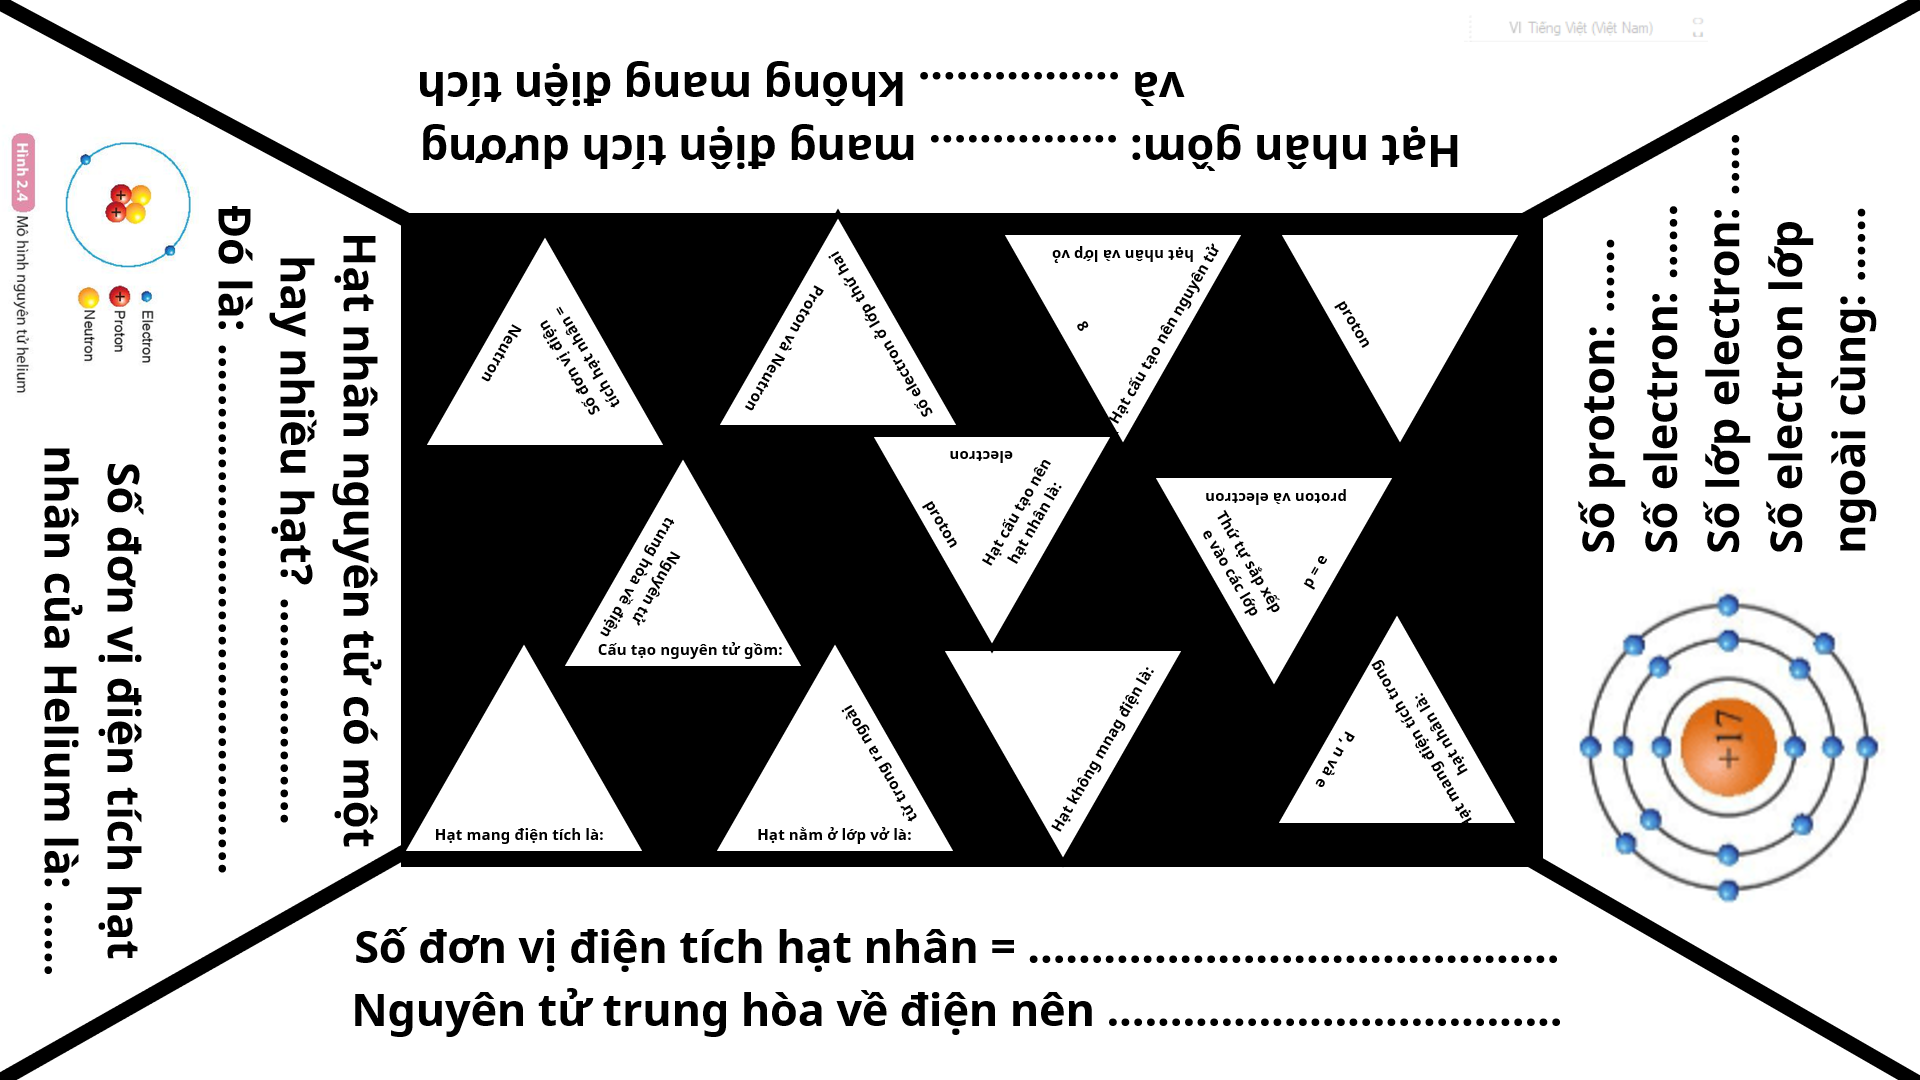 VI Tiếng Việt (Việt Nam)
Hạt nhân gồm: ............... mang điện tích dương
và ................ không mang điện tích
Hình 2.4 Mô hình nguyên tử helium
Electron
Proton
Neutron
+
+
Hạt nhân nguyên tử có một
hay nhiều hạt? ..................
Đó là: ..........................................
Số đơn vị điện tích hạt
nhân của Helium là: ......
Neutron
Số đơn vị điện
tích hạt nhân =
Proton và Neutron
Số electron ở lớp thứ hai
hạt nhân và lớp vỏ
8
Hạt cấu tạo nên nguyên tử
proton
Nguyên tử
trung hòa về điện
Cấu tạo nguyên tử gồm:
electron
proton
Hạt cấu tạo nên
hạt nhân là:
proton và electron
Thứ tự sắp xếp
e vào các lớp
p = e
Hạt mang điện tích là:
từ trong ra ngoài
Hạt nằm ở lớp vở là:
Hạt không mnag điện là:
P, n và e
Hạt mang điện tích trong
hạt nhân là:
Số proton: ......
Số electron: ......
Số lớp electron: .....
Số electron lớp
ngoài cùng: ......
+17
Số đơn vị điện tích hạt nhân = ..........................................
Nguyên tử trung hòa về điện nên ....................................